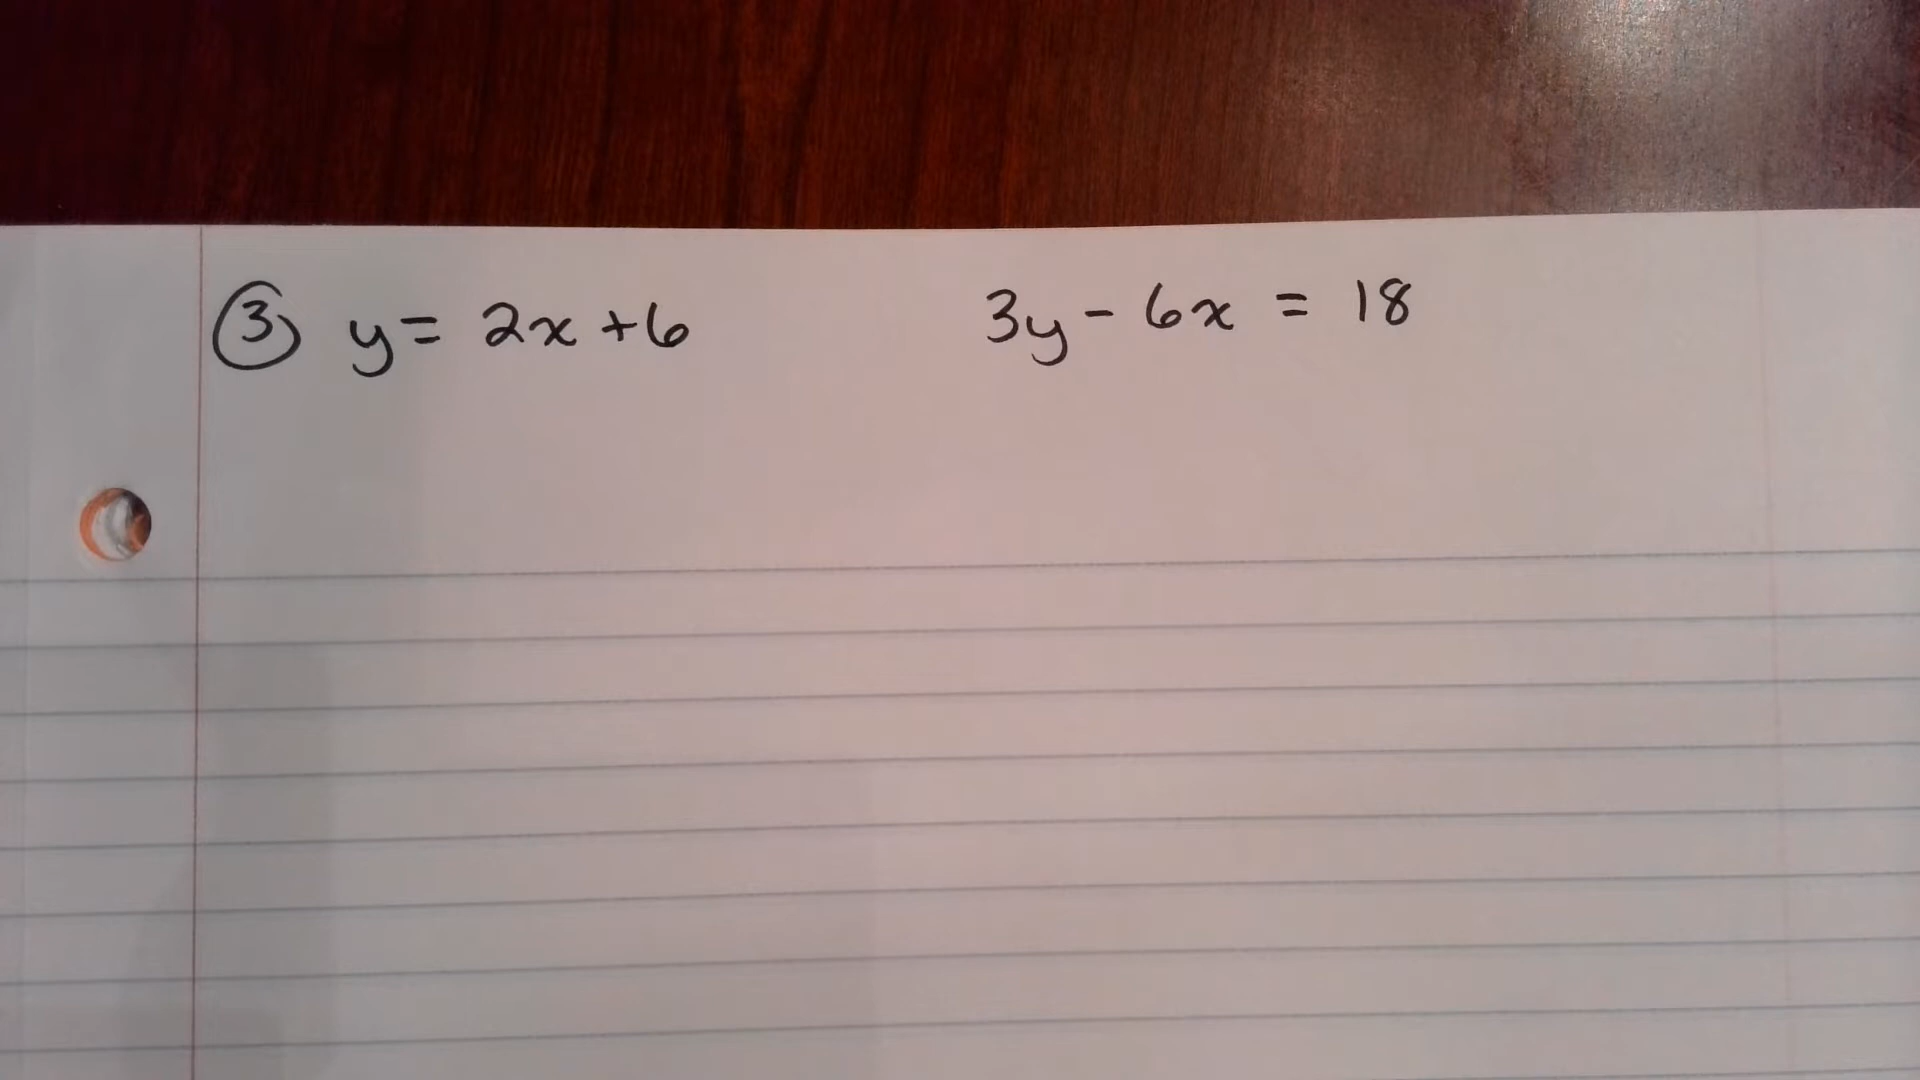 ③ y = 2x + 6 3y - 6x = 18